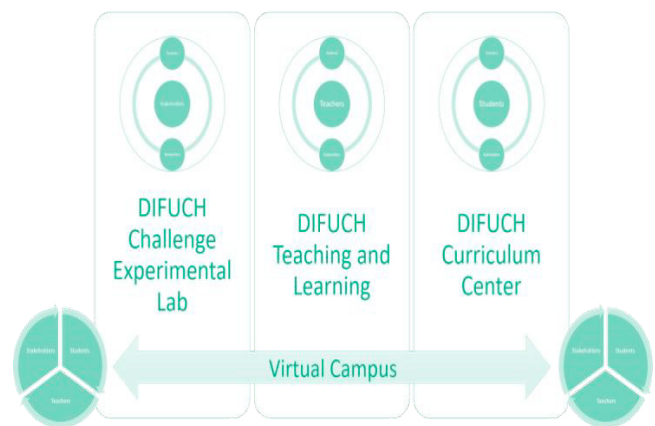 Stakeholders
Teachers
Students
DIFUCH
Challenge
Experimental
Lab
DIFUCH
Teaching and
Learning
DIFUCH
Curriculum
Center
Stakeholders
Students
Teachers
Virtual Campus
Stakeholders
Students
Teachers